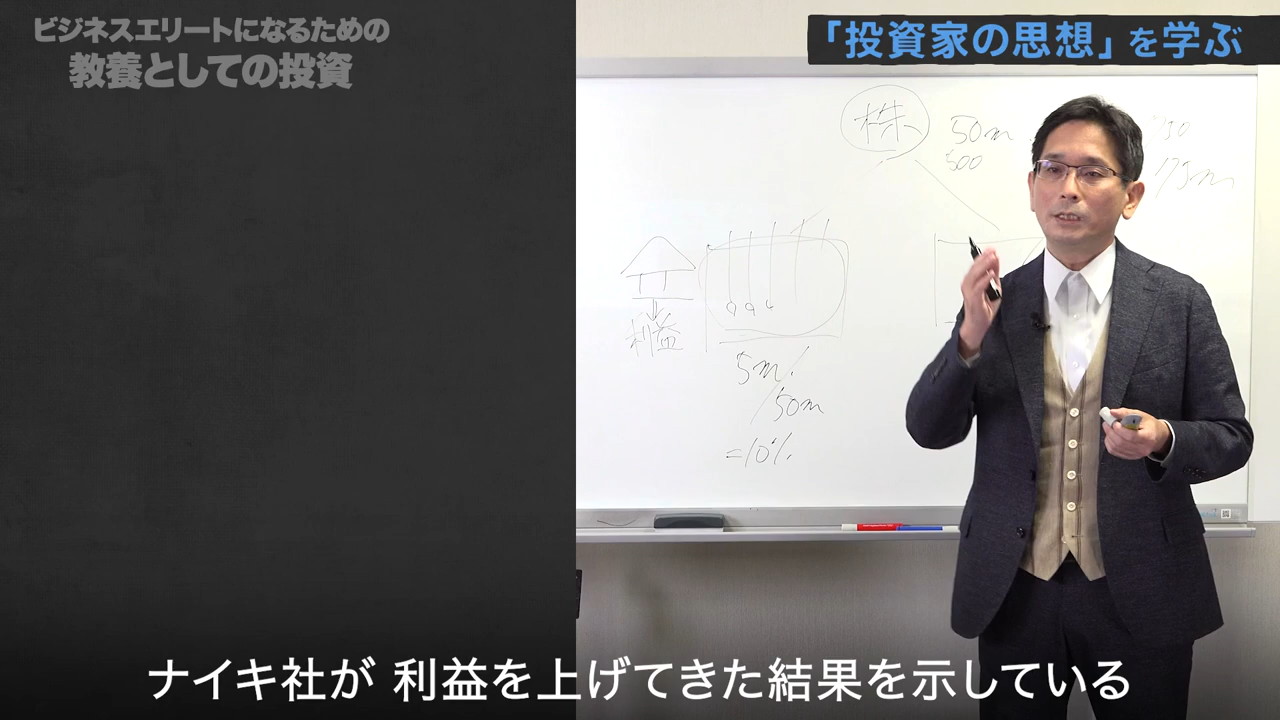 ビジネスエリートになるための
教養としての投資
「投資家の思想」を学ぶ
株
50m
500
175m
利益
5m/
50m
=10%
ナイキ社が 利益を上げてきた結果を示している